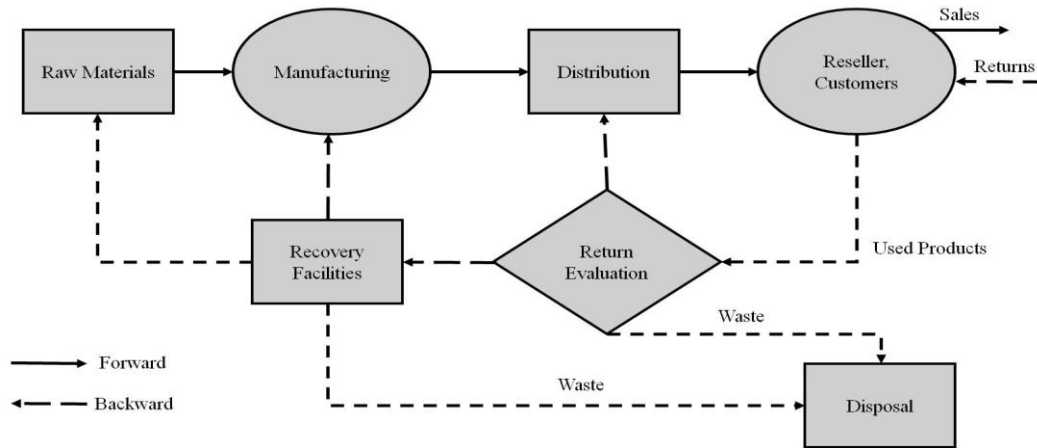 Sales
Raw Materials
Manufacturing
Distribution
Reseller,
Customers
Returns
Recovery
Facilities
Return
Evaluation
Used Products
Waste
Forward
Waste
Backward
Disposal